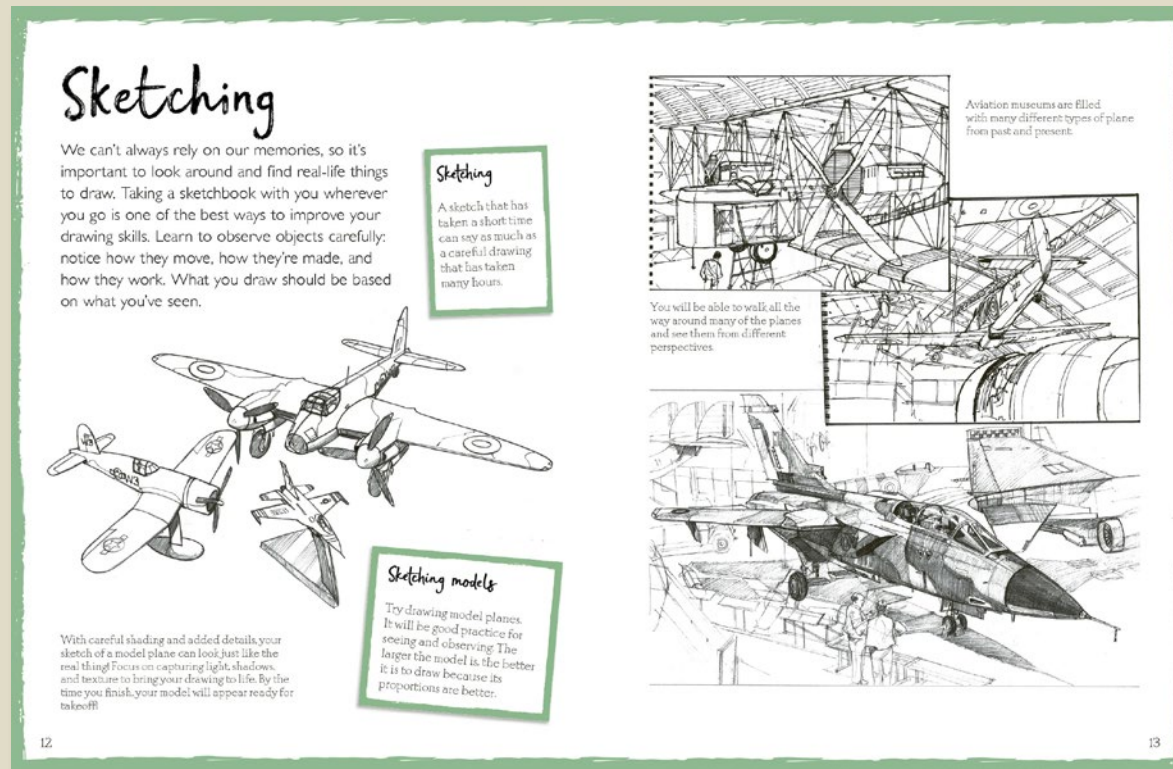 Sketching
We can't always rely on our memories, so it's
important to look around and find real-life things
to draw. Taking a sketchbook with you wherever
you go is one of the best ways to improve your
drawing skills. Learn to observe objects carefully:
notice how they move, how they're made, and
how they work. What you draw should be based
on what you've seen.
Sketching
A sketch that has
taken a short time
can say as much as
a careful drawing
that has taken
many hours.
Sketching models
Try drawing model planes.
It will be good practice for
seeing and observing. The
larger the model is, the better
it is to draw because its
proportions are better.
With careful shading and added details, your
sketch of a model plane can look just like the
real thing! Focus on capturing light, shadows,
and texture to bring your drawing to life. By the
time you finish, your model will appear ready for
takeoff!
12
Aviation museums are filled
with many different types of plane
from past and present.
You will be able to walk all the
way around many of the planes
and see them from different
perspectives.
13